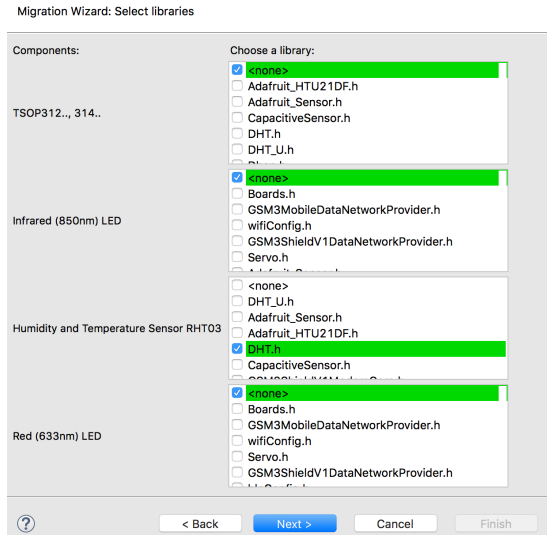 Migration Wizard: Select libraries
Components:
Choose a library:
TSOP312.., 314..
<none>
Adafruit_HTU21DF.h
Adafruit_Sensor.h
CapacitiveSensor.h
DHT.h
DHT_U.h
Infrared (850nm) LED
<none>
Boards.h
GSM3MobileDataNetworkProvider.h
wifiConfig.h
GSM3ShieldV1DataNetworkProvider.h
Servo.h
Humidity and Temperature Sensor RHT03
<none>
DHT_U.h
Adafruit_Sensor.h
Adafruit_HTU21DF.h
DHT.h
CapacitiveSensor.h
Red (633nm) LED
<none>
Boards.h
GSM3MobileDataNetworkProvider.h
wifiConfig.h
Servo.h
GSM3ShieldV1DataNetworkProvider.h
?
< Back
Next >
Cancel
Finish